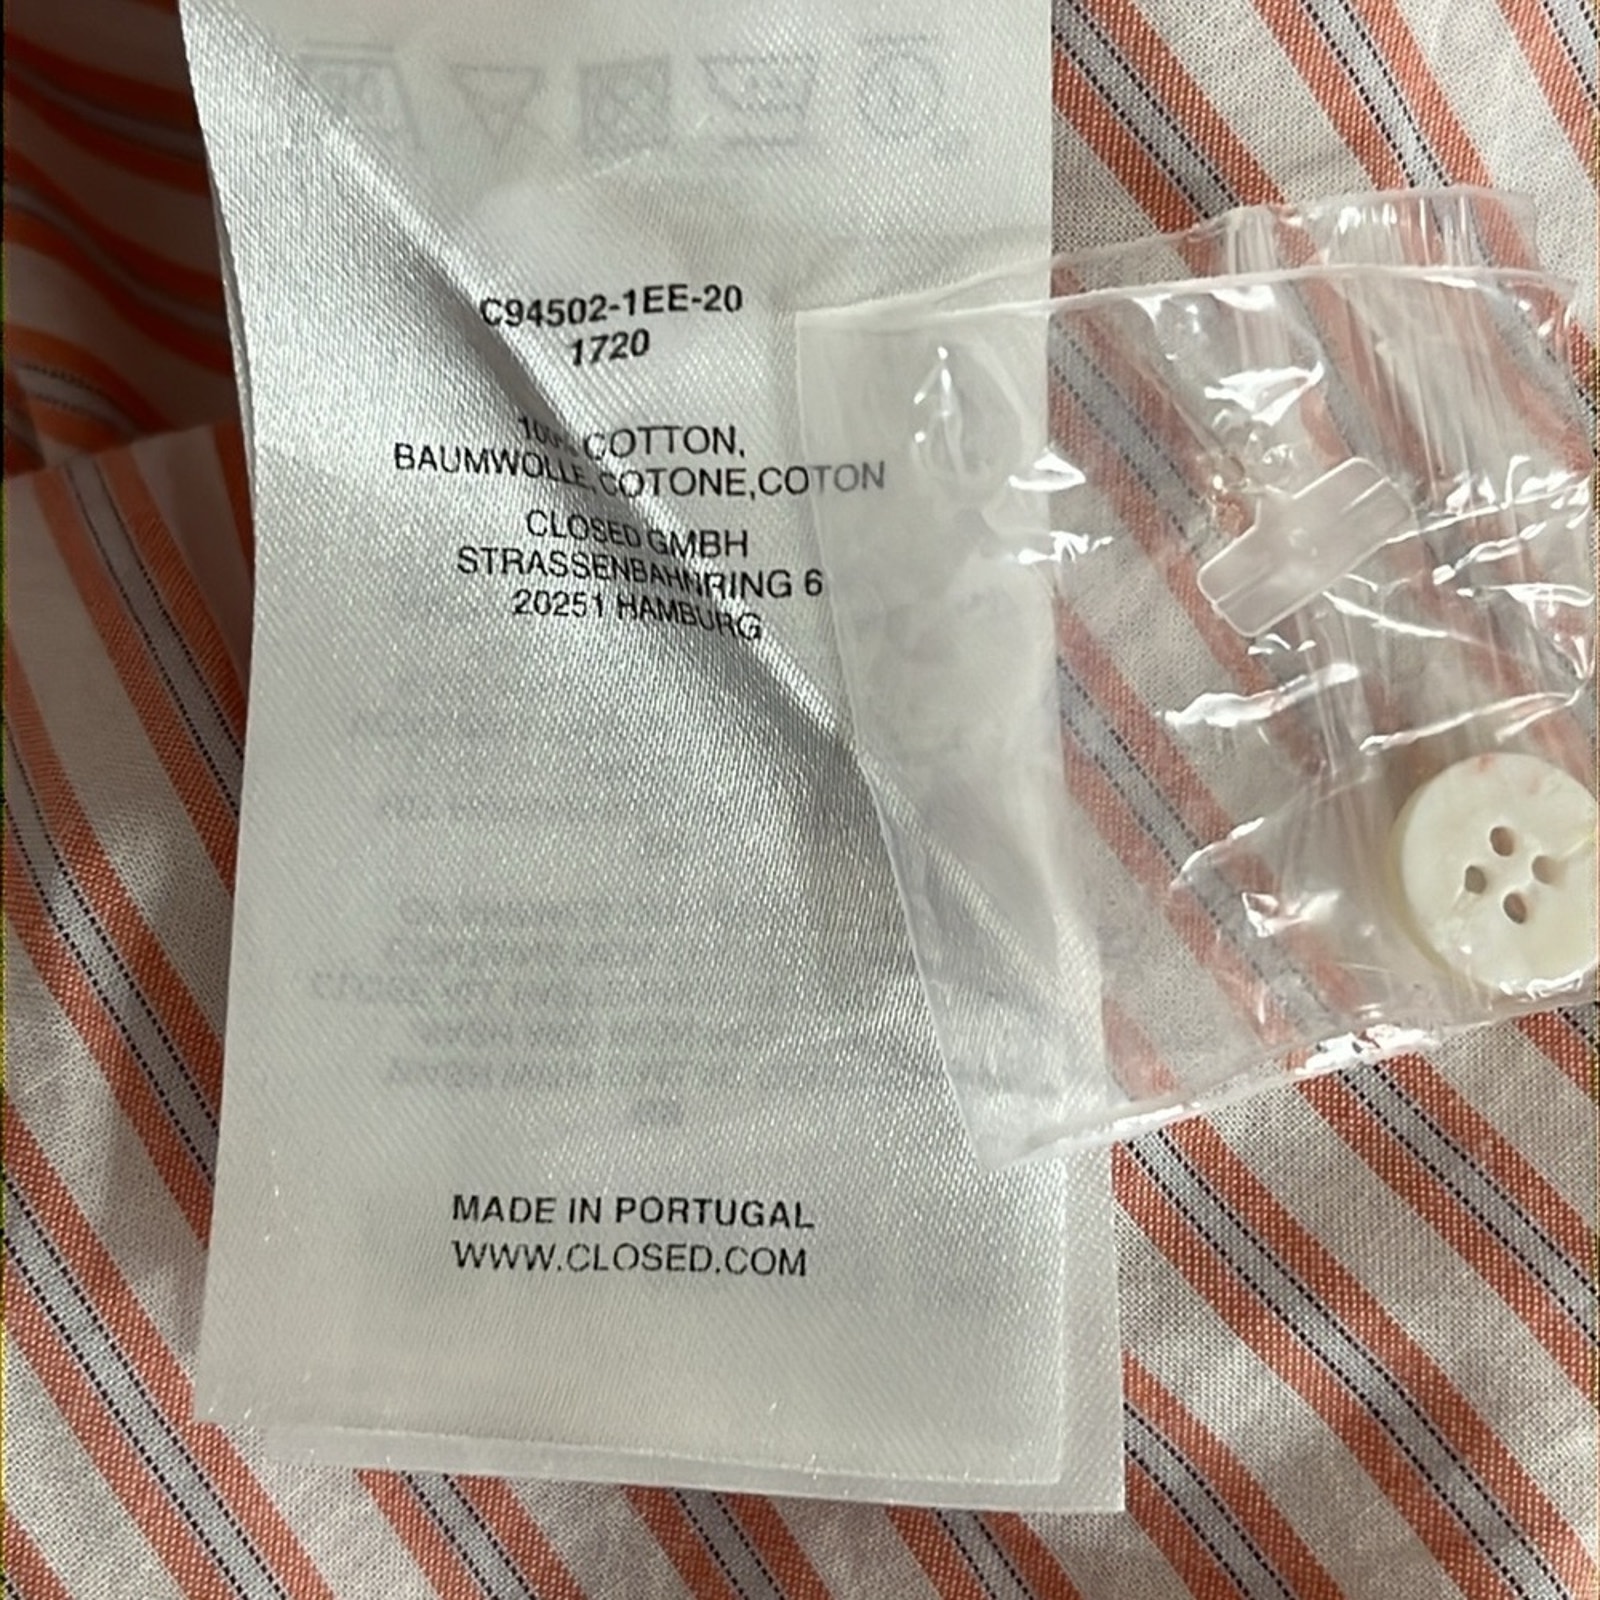 C94502-1EE-20
1720
100% COTTON,
BAUMWOLLE,COTONE,COTON
CLOSED GMBH
STRASSENBAHNRING 6
20251 HAMBURG
MADE IN PORTUGAL
WWW.CLOSED.COM